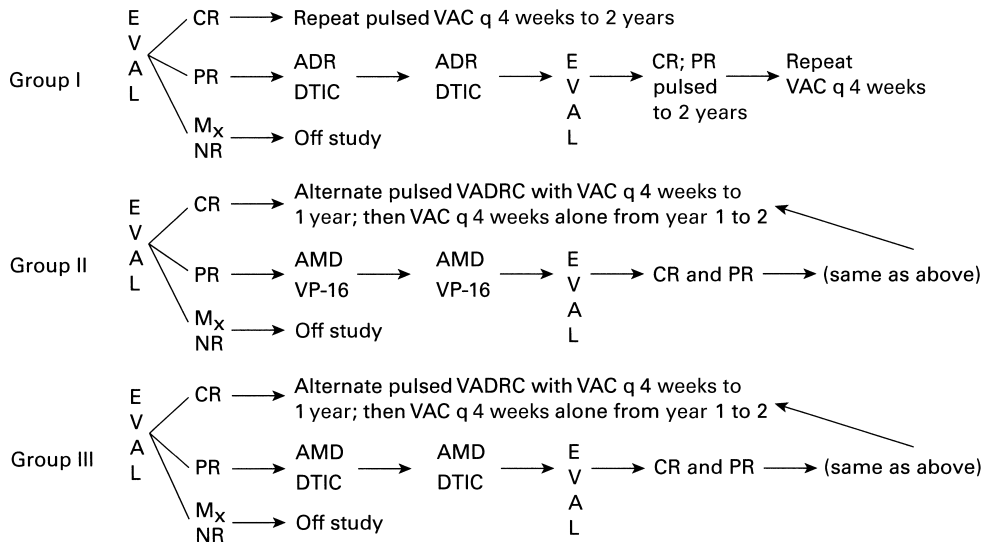 E
V
A
L
Group I
CR
Repeat pulsed VAC q 4 weeks to 2 years
PR
ADR
DTIC
ADR
DTIC
E
V
A
L
CR; PR
pulsed
to 2 years
Repeat
VAC q 4 weeks
Mx
NR
Off study
Group II
E
V
A
L
CR
Alternate pulsed VADRC with VAC q 4 weeks to
1 year; then VAC q 4 weeks alone from year 1 to 2
PR
AMD
VP-16
AMD
VP-16
E
V
A
L
CR and PR
(same as above)
Mx
NR
Off study
Group III
E
V
A
L
CR
Alternate pulsed VADRC with VAC q 4 weeks to
1 year; then VAC q 4 weeks alone from year 1 to 2
PR
AMD
DTIC
AMD
DTIC
E
V
A
L
CR and PR
(same as above)
Mx
NR
Off study